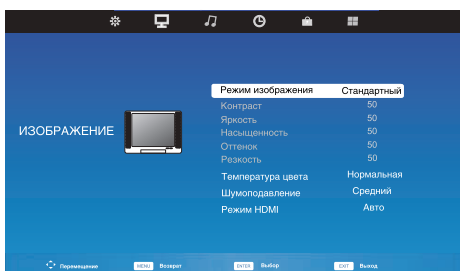 Режим изображения Стандартный
Контраст 50
Яркость 50
Насыщенность 50
Оттенок 50
Резкость 50
ИЗОБРАЖЕНИЕ
Температура цвета Нормальная
Шумоподавление Средний
Режим HDMI Авто
Перемещение MENU Возврат ENTER Выбор EXIT Выход